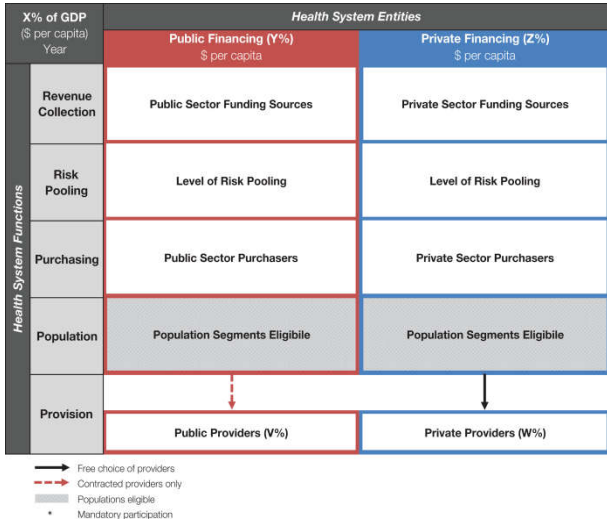 X% of GDP
($ per capita)
Year
Health System Entities
Public Financing (Y%)
$ per capita
Private Financing (Z%)
$ per capita
Health System Functions
Revenue
Collection
Public Sector Funding Sources
Private Sector Funding Sources
Risk
Pooling
Level of Risk Pooling
Level of Risk Pooling
Purchasing
Public Sector Purchasers
Private Sector Purchasers
Population
Population Segments Eligibile
Population Segments Eligibile
Provision
Public Providers (V%)
Private Providers (W%)
Free choice of providers
Contracted providers only
Populations eligible
* Mandatory participation